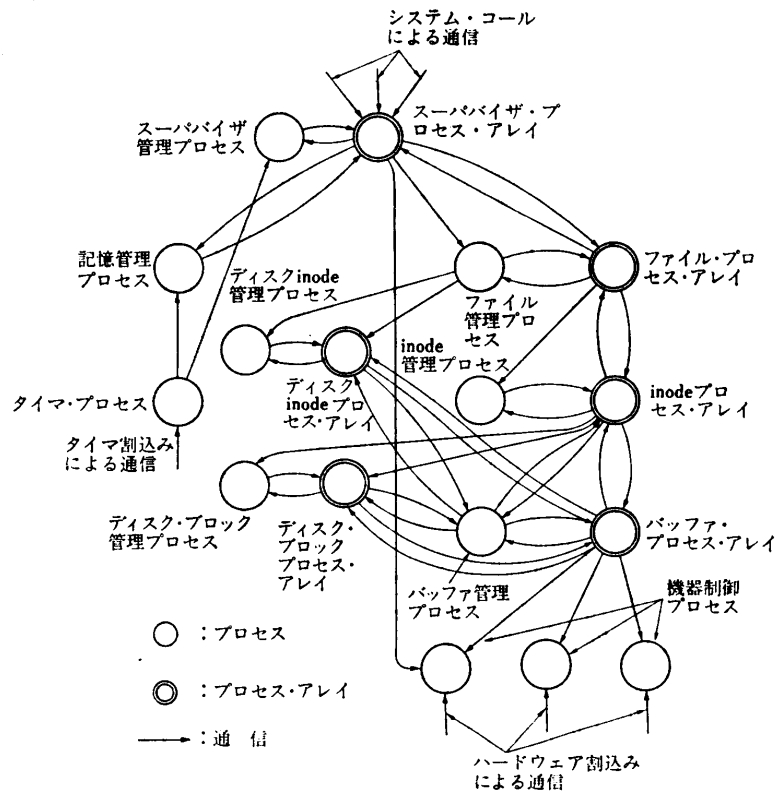 システム・コール
による通信
スーパバイザ
管理プロセス
スーパバイザ・プ
ロセス・アレイ
記憶管理
プロセス
ディスクinode
管理プロセス
ファイル
管理プロ
セス
ファイル・プロ
セス・アレイ
inode
管理プロセス
ディスク
inodeプロ
セス・アレイ
inodeプロ
セス・アレイ
タイマ・プロセス
タイマ割込み
による通信
ディスク・ブロック
管理プロセス
ディスク・
ブロック
プロセス・
アレイ
バッファ管理
プロセス
バッファ・
プロセス・アレイ
機器制御
プロセス
：プロセス
：プロセス・アレイ
：通 信
ハードウェア割込み
による通信